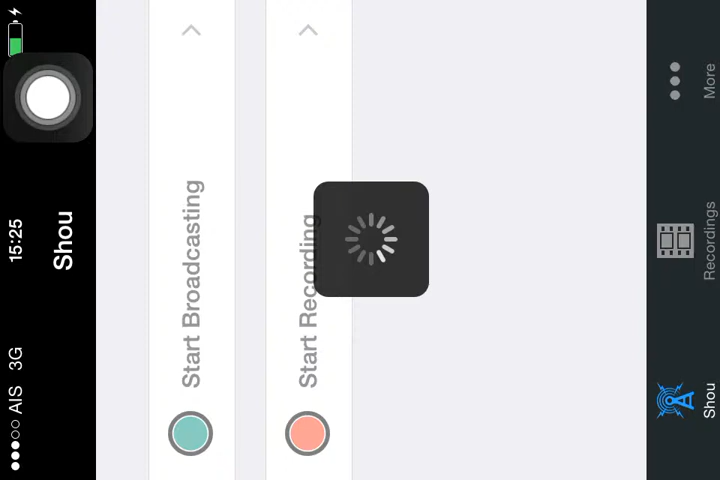 AIS 3G 15:25
Shou
Start Broadcasting
Start Recording
Shou Recordings More